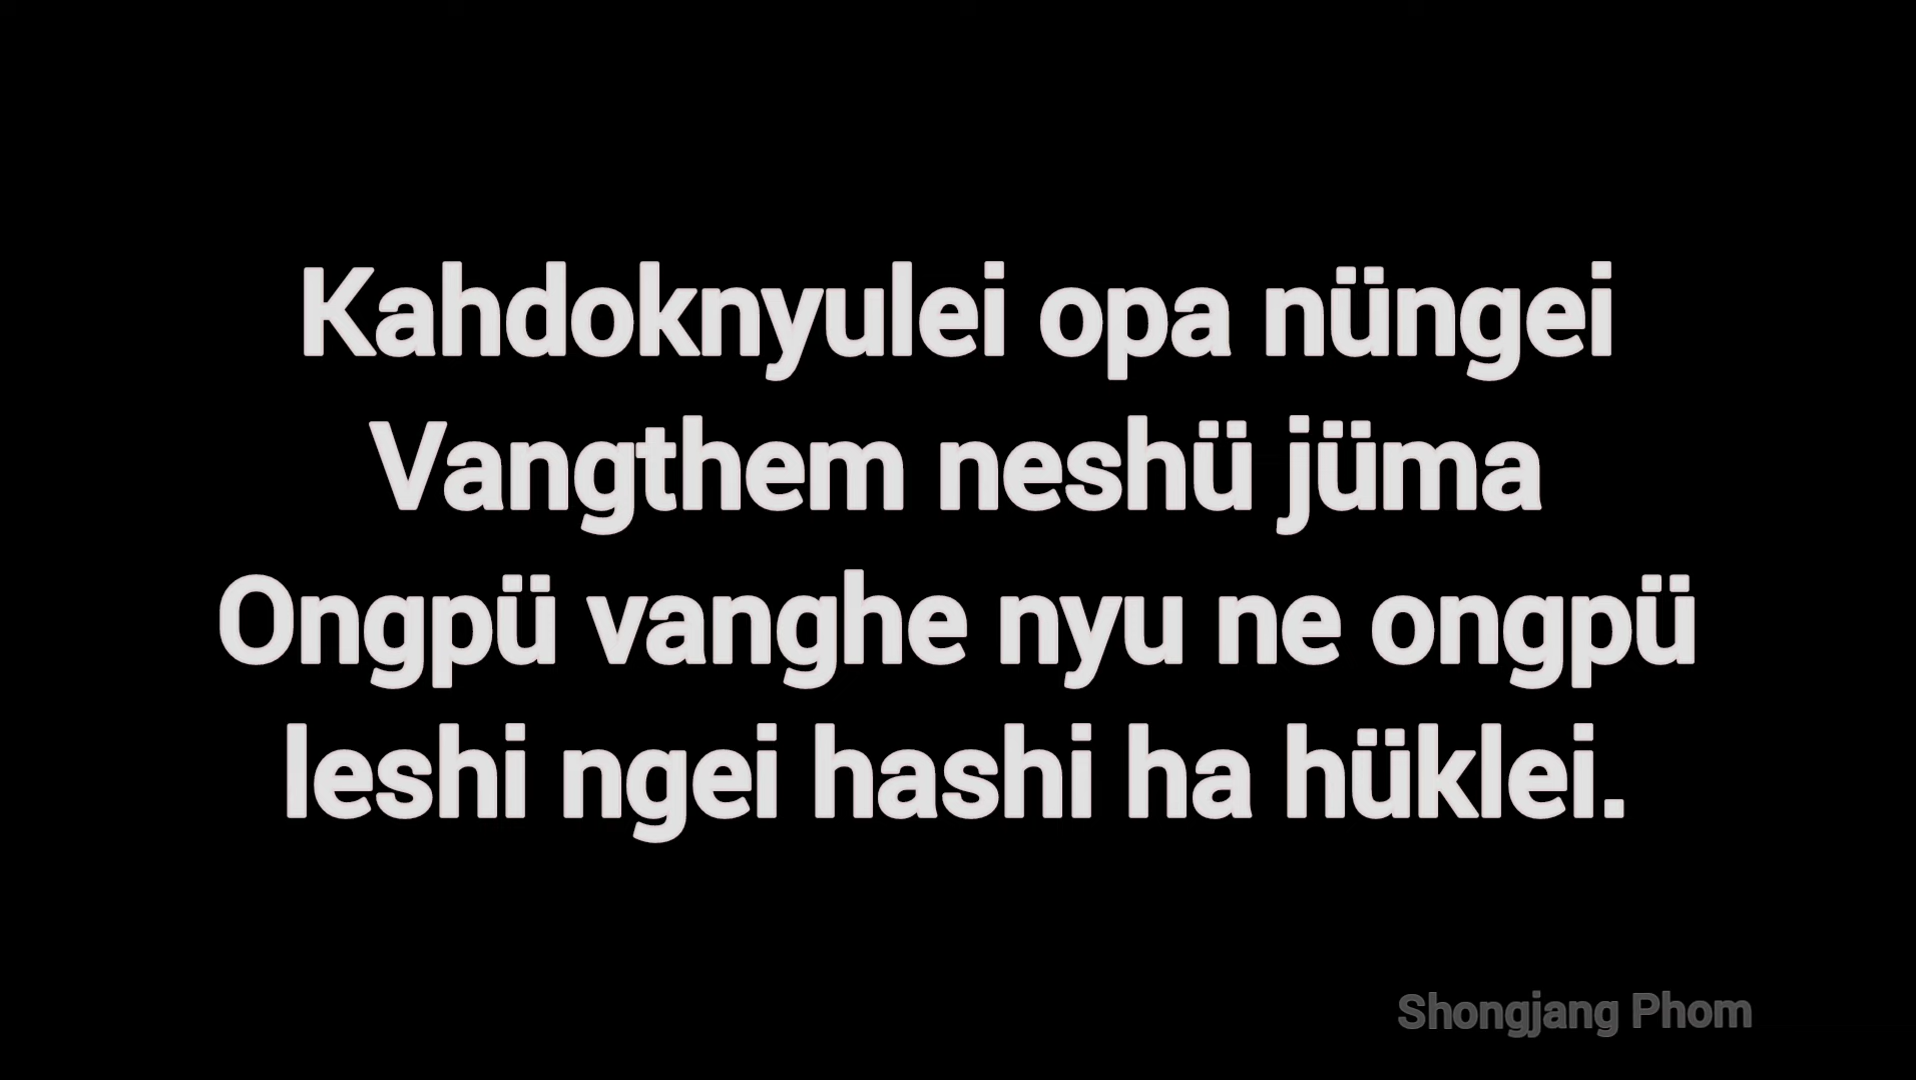 Kahdoknyulei opa nüngei
Vangthem neshü jüma
Ongpü vanghe nyu ne ongpü
leshi ngei hashi ha hüklei.
Shongjang Phom